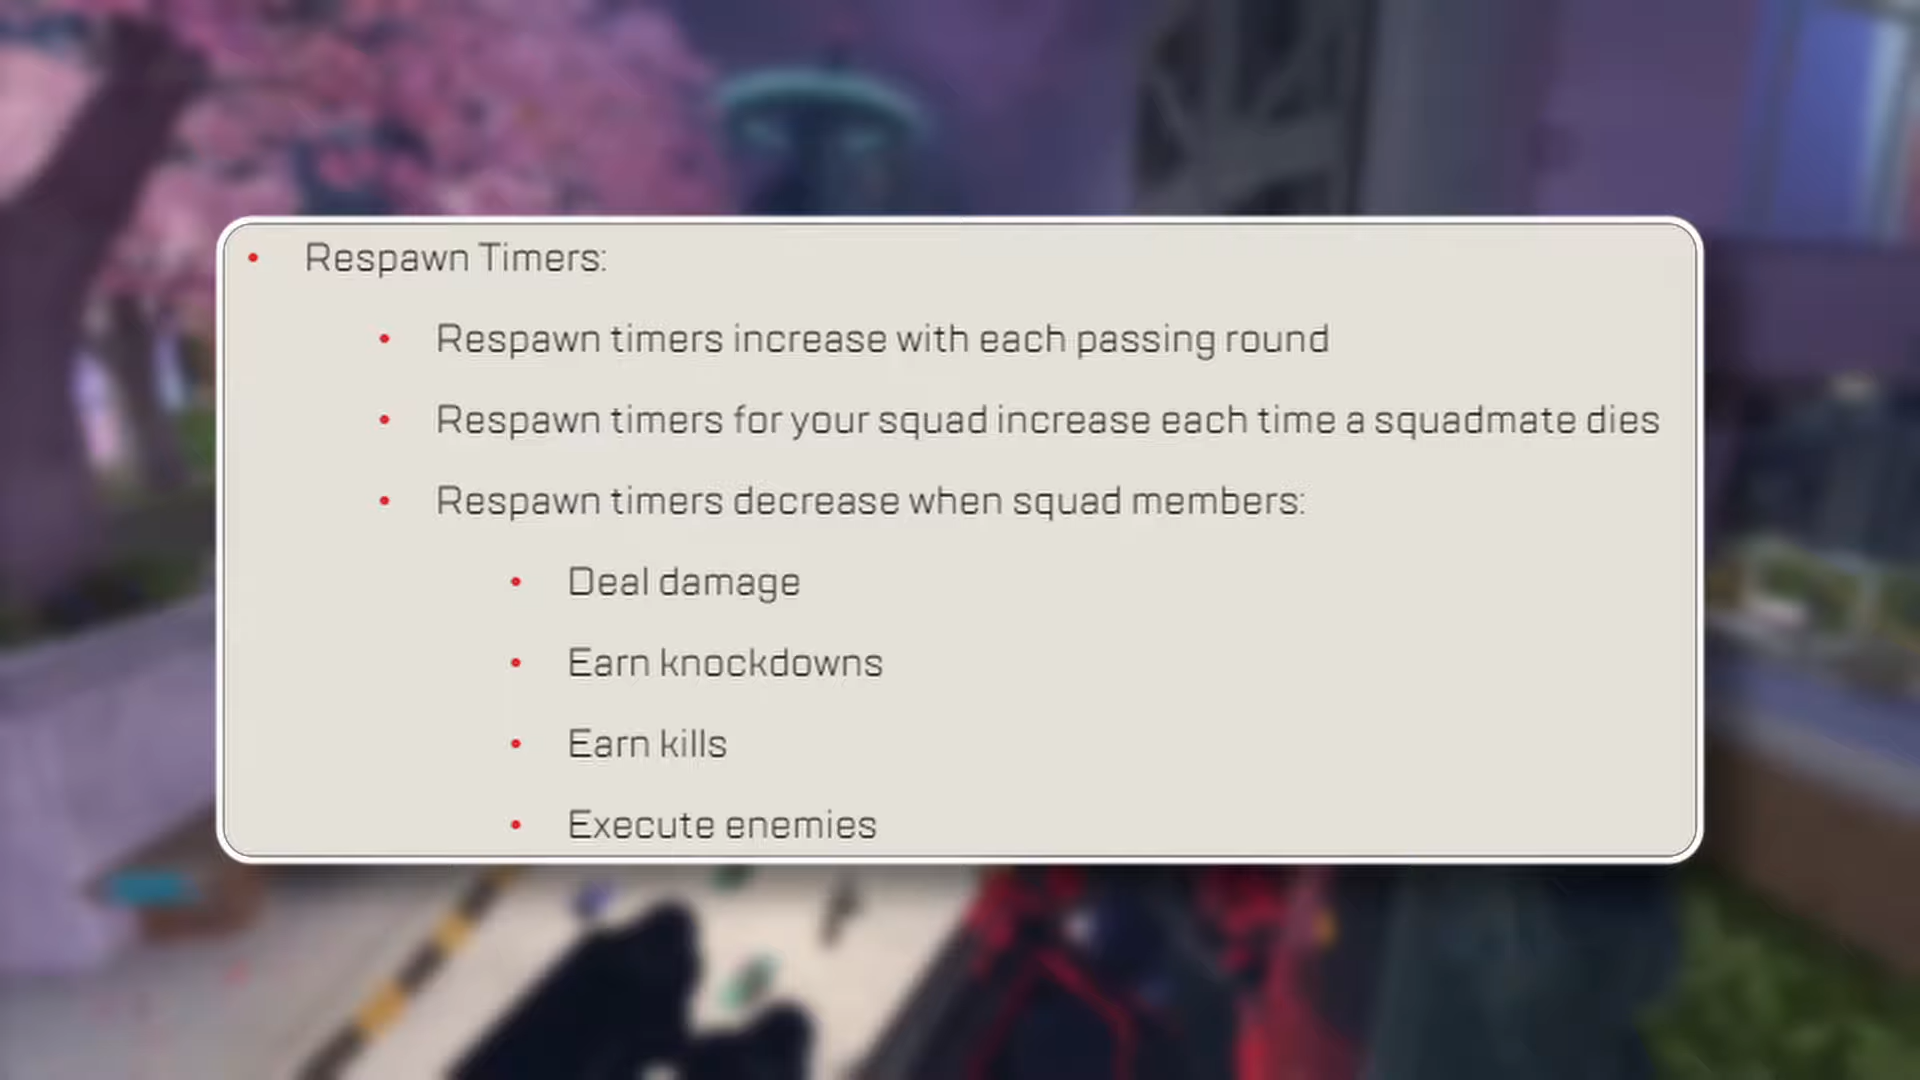 • Respawn Timers:
• Respawn timers increase with each passing round
• Respawn timers for your squad increase each time a squadmate dies
• Respawn timers decrease when squad members:
• Deal damage
• Earn knockdowns
• Earn kills
• Execute enemies